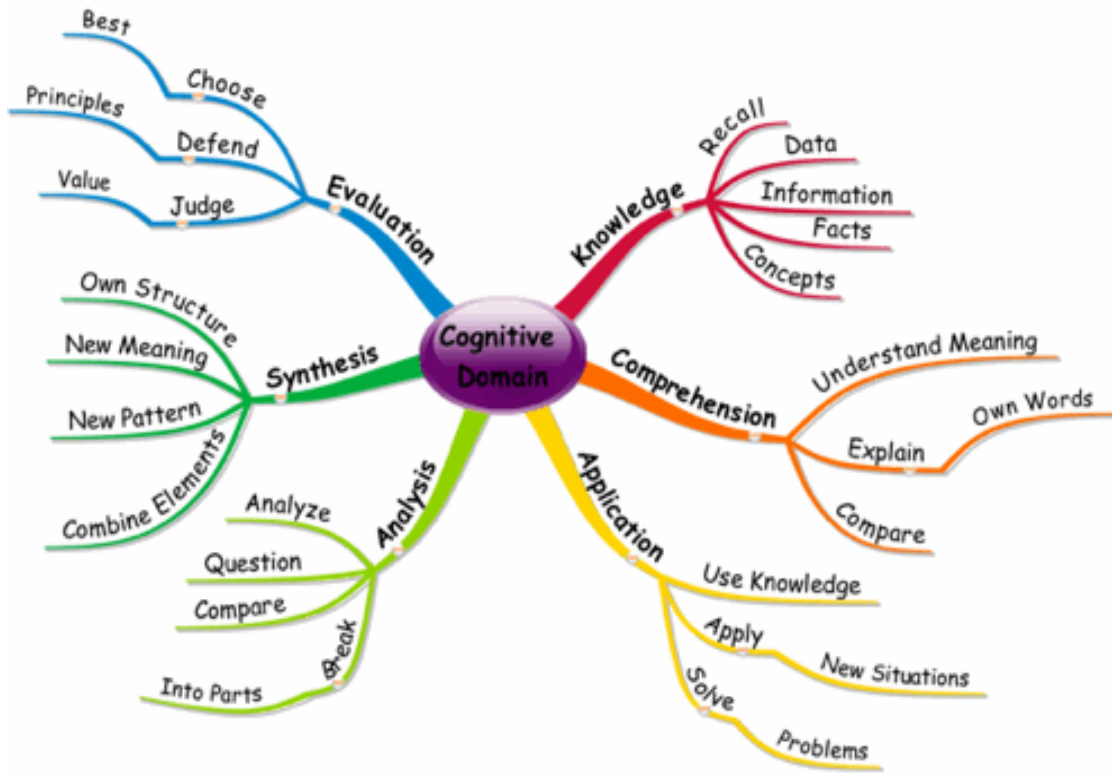 Cognitive
Domain
Knowledge
Recall
Data
Information
Facts
Concepts
Comprehension
Understand Meaning
Explain
Own Words
Compare
Application
Use Knowledge
Apply
New Situations
Solve
Problems
Analysis
Analyze
Question
Compare
Break
Into Parts
Synthesis
Own Structure
New Meaning
New Pattern
Combine Elements
Evaluation
Choose
Best
Defend
Principles
Judge
Value